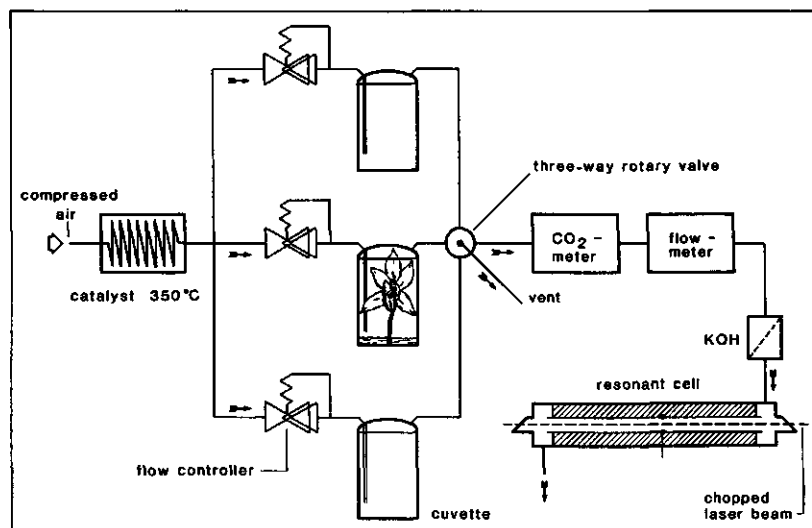 three-way rotary valve
compressed
air
CO2 -
meter
flow -
meter
catalyst 350°C
vent
KOH
resonant cell
flow controller
cuvette
chopped
laser beam